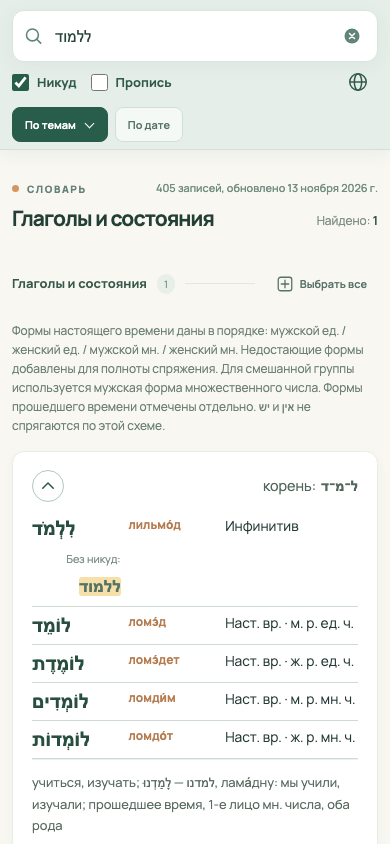 ללמוד
Никуд
Пропись
По темам
По дате
СЛОВАРЬ
405 записей, обновлено 13 ноября 2026 г.
Глаголы и состояния
Найдено: 1
Глаголы и состояния 1
Выбрать все
Формы настоящего времени даны в порядке: мужской ед. /
женский ед. / мужской мн. / женский мн. Недостающие формы
добавлены для полноты спряжения. Для смешанной группы
используется мужская форма множественного числа. Формы
прошедшего времени отмечены отдельно. יש и אין не
спрягаются по этой схеме.
корень: ל־מ־ד
לִלְמֹד лильмо́д Инфинитив
Без никуд:
ללמוד
לוֹמֵד ломэ́д Наст. вр. · м. р. ед. ч.
לוֹמֶדֶת ломэ́дет Наст. вр. · ж. р. ед. ч.
לוֹמְדִים ломди́м Наст. вр. · м. р. мн. ч.
לוֹמְדוֹת ломдо́т Наст. вр. · ж. р. мн. ч.
учиться, изучать; לָמַדְנוּ — למדנו, лама́дну: мы учили,
изучали; прошедшее время, 1-е лицо мн. числа, оба
рода